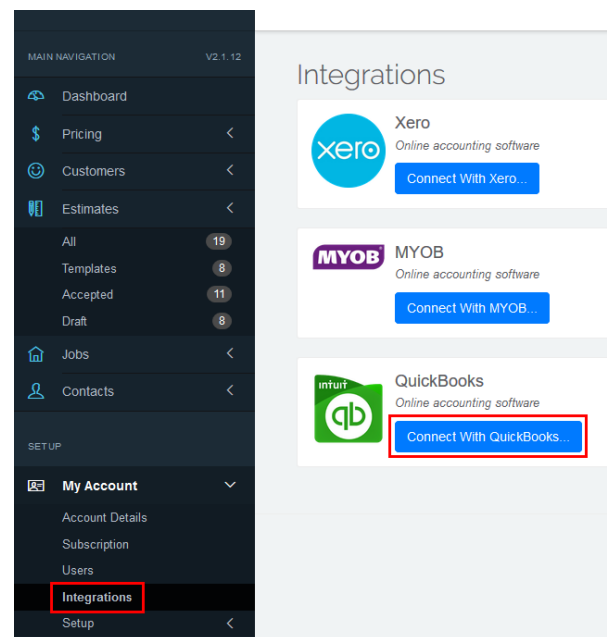 MAIN NAVIGATION V2.1.12
Dashboard
Pricing
Customers
Estimates
All 19
Templates 8
Accepted 11
Draft 8
Jobs
Contacts
SETUP
My Account
Account Details
Subscription
Users
Integrations
Setup
Integrations
xero
Xero
Online accounting software
Connect With Xero...
MYOB
MYOB
Online accounting software
Connect With MYOB...
intuit
qb
QuickBooks
Online accounting software
Connect With QuickBooks...